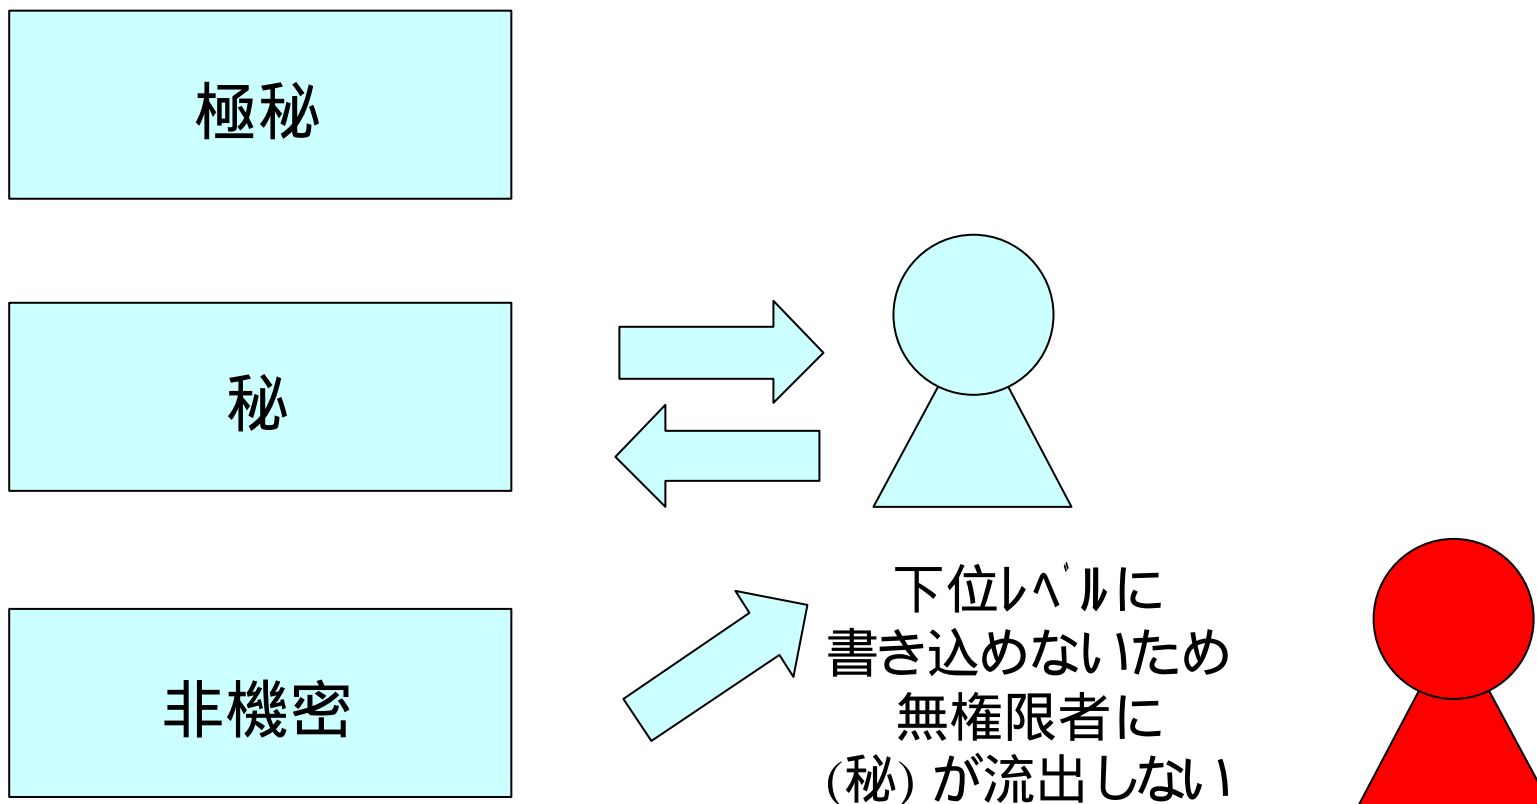 極秘
秘
非機密
下位ﾚﾍﾞﾙに
書き込めないため
無権限者に
(秘) が流出しない